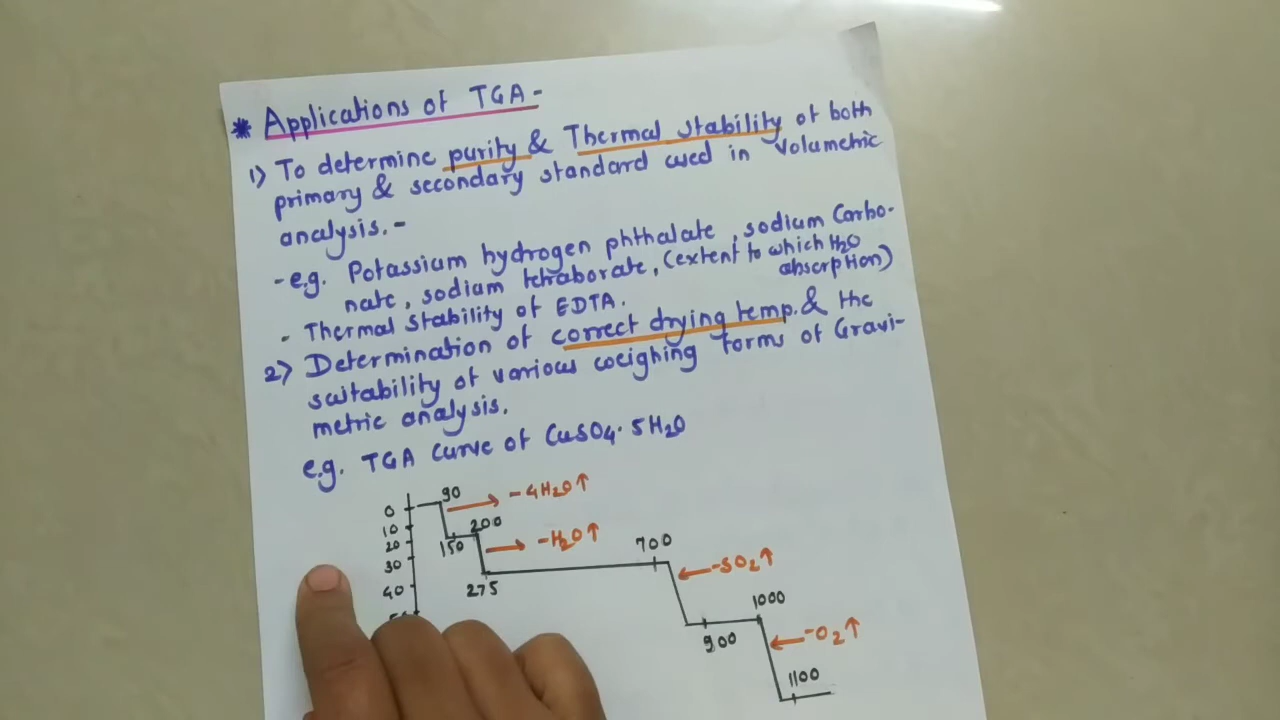 * Applications of TGA -
1) To determine purity & Thermal stability of both
primary & secondary standard used in volumetric
analysis. -
- e.g. Potassium hydrogen phthalate, sodium Carbo-
nate, sodium tetraborate, (extent to which H2O
absorption)
- Thermal stability of EDTA.
2) Determination of correct drying temp. & the
suitability of various weighing forms of Gravi-
metric analysis.
e.g. TGA Curve of CuSO4·5H2O
0
10
20
30
40
90
-4H2O↑
150
200
-H2O↑
275
700
-SO2↑
900
1000
-O2↑
1100